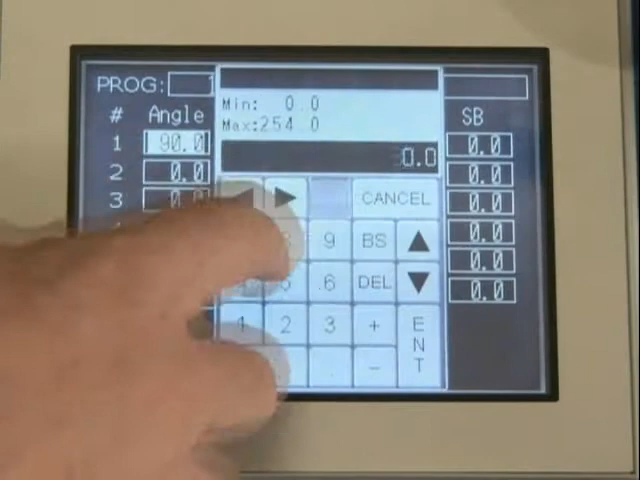 PROG: 1
Min: 0.0
Max:254.0
# Angle SB
0.0
1 90.0 0.0
2 0.0 0.0
3 0.0
CANCEL
9 BS 0.0
6 DEL 0.0
1 2 3 + ENT 0.0
. -